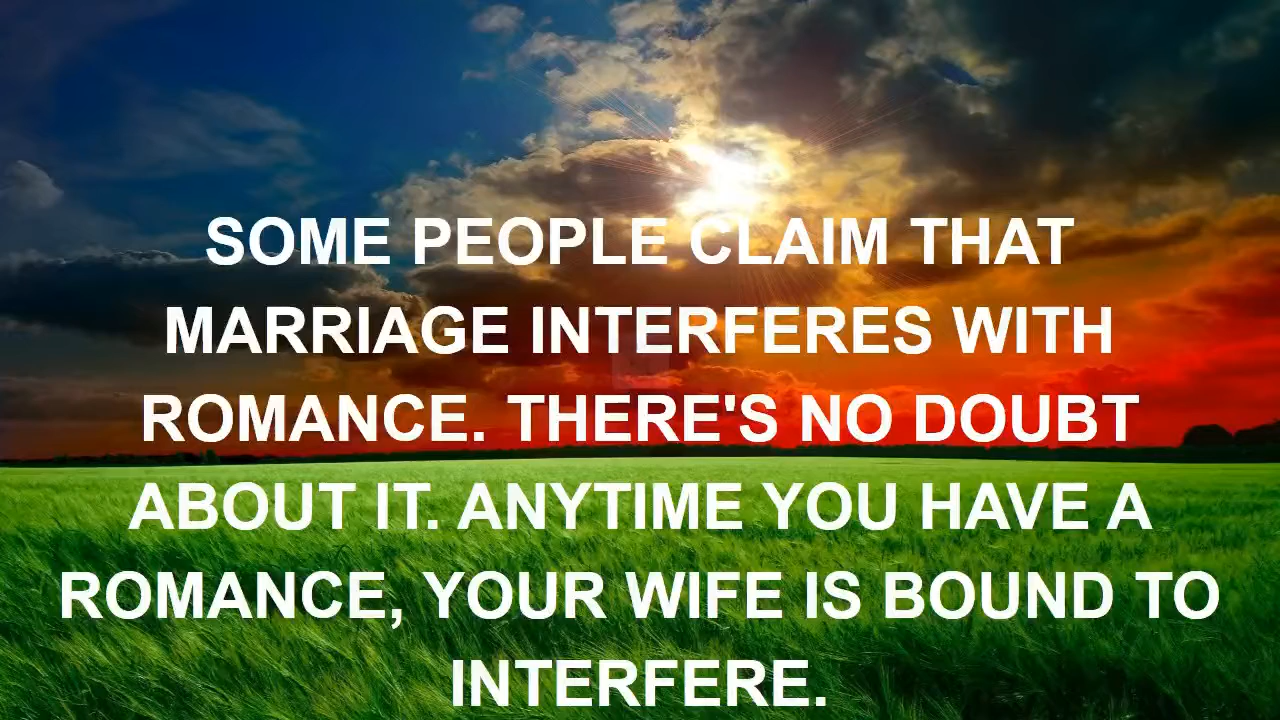 SOME PEOPLE CLAIM THAT
MARRIAGE INTERFERES WITH
ROMANCE. THERE'S NO DOUBT
ABOUT IT. ANYTIME YOU HAVE A
ROMANCE, YOUR WIFE IS BOUND TO
INTERFERE.